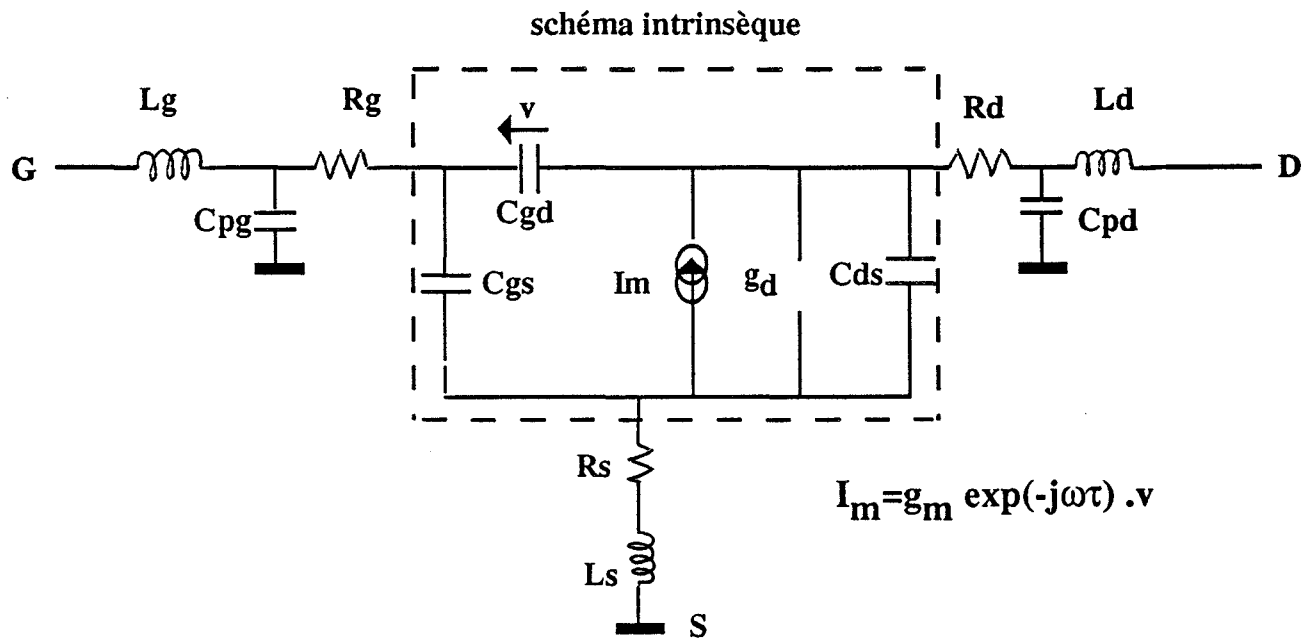 schéma intrinsèque
Lg
Rg
v
Rd
Ld
G
D
Cpg
Cgd
Cpd
Cgs
Im
gd
Cds
Rs
Im=gm exp(-jωτ) .v
Ls
S